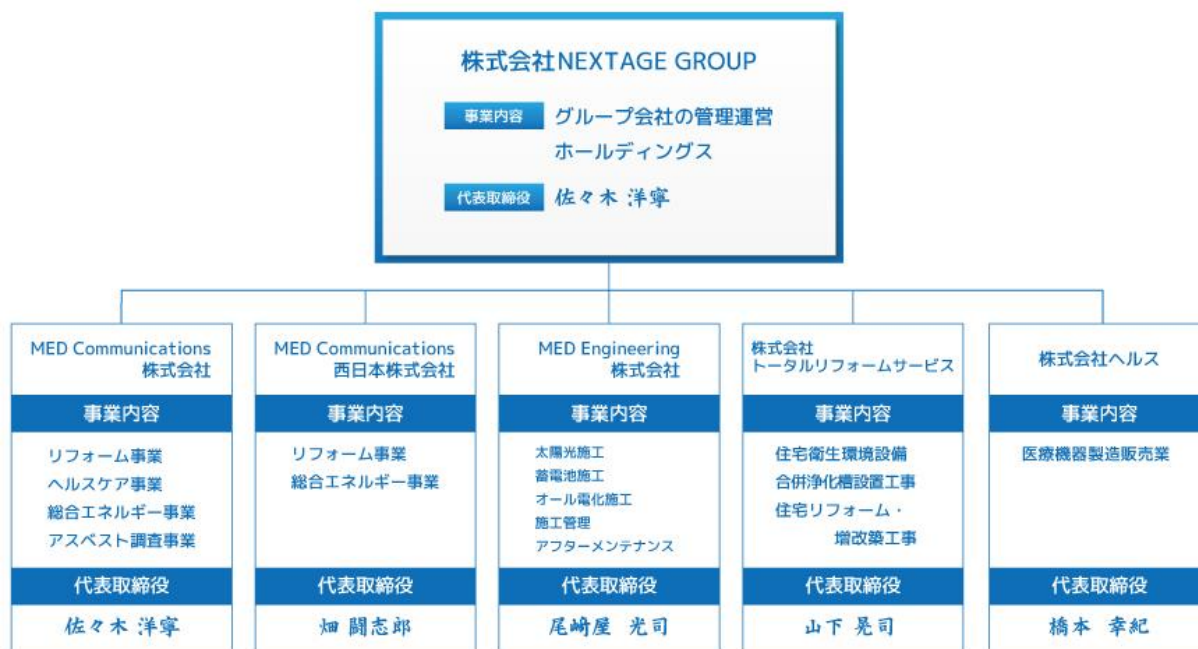 株式会社NEXTAGE GROUP
事業内容 グループ会社の管理運営
ホールディングス
代表取締役 佐々木 洋寧
MED Communications
株式会社
事業内容
リフォーム事業
ヘルスケア事業
総合エネルギー事業
アスベスト調査事業
代表取締役
佐々木 洋寧
MED Communications
西日本株式会社
事業内容
リフォーム事業
総合エネルギー事業
代表取締役
畑 闘志郎
MED Engineering
株式会社
事業内容
太陽光施工
蓄電池施工
オール電化施工
施工管理
アフターメンテナンス
代表取締役
尾崎屋 光司
株式会社
トータルリフォームサービス
事業内容
住宅衛生環境設備
合併浄化槽設置工事
住宅リフォーム・
増改築工事
代表取締役
山下 晃司
株式会社ヘルス
事業内容
医療機器製造販売業
代表取締役
橋本 幸紀